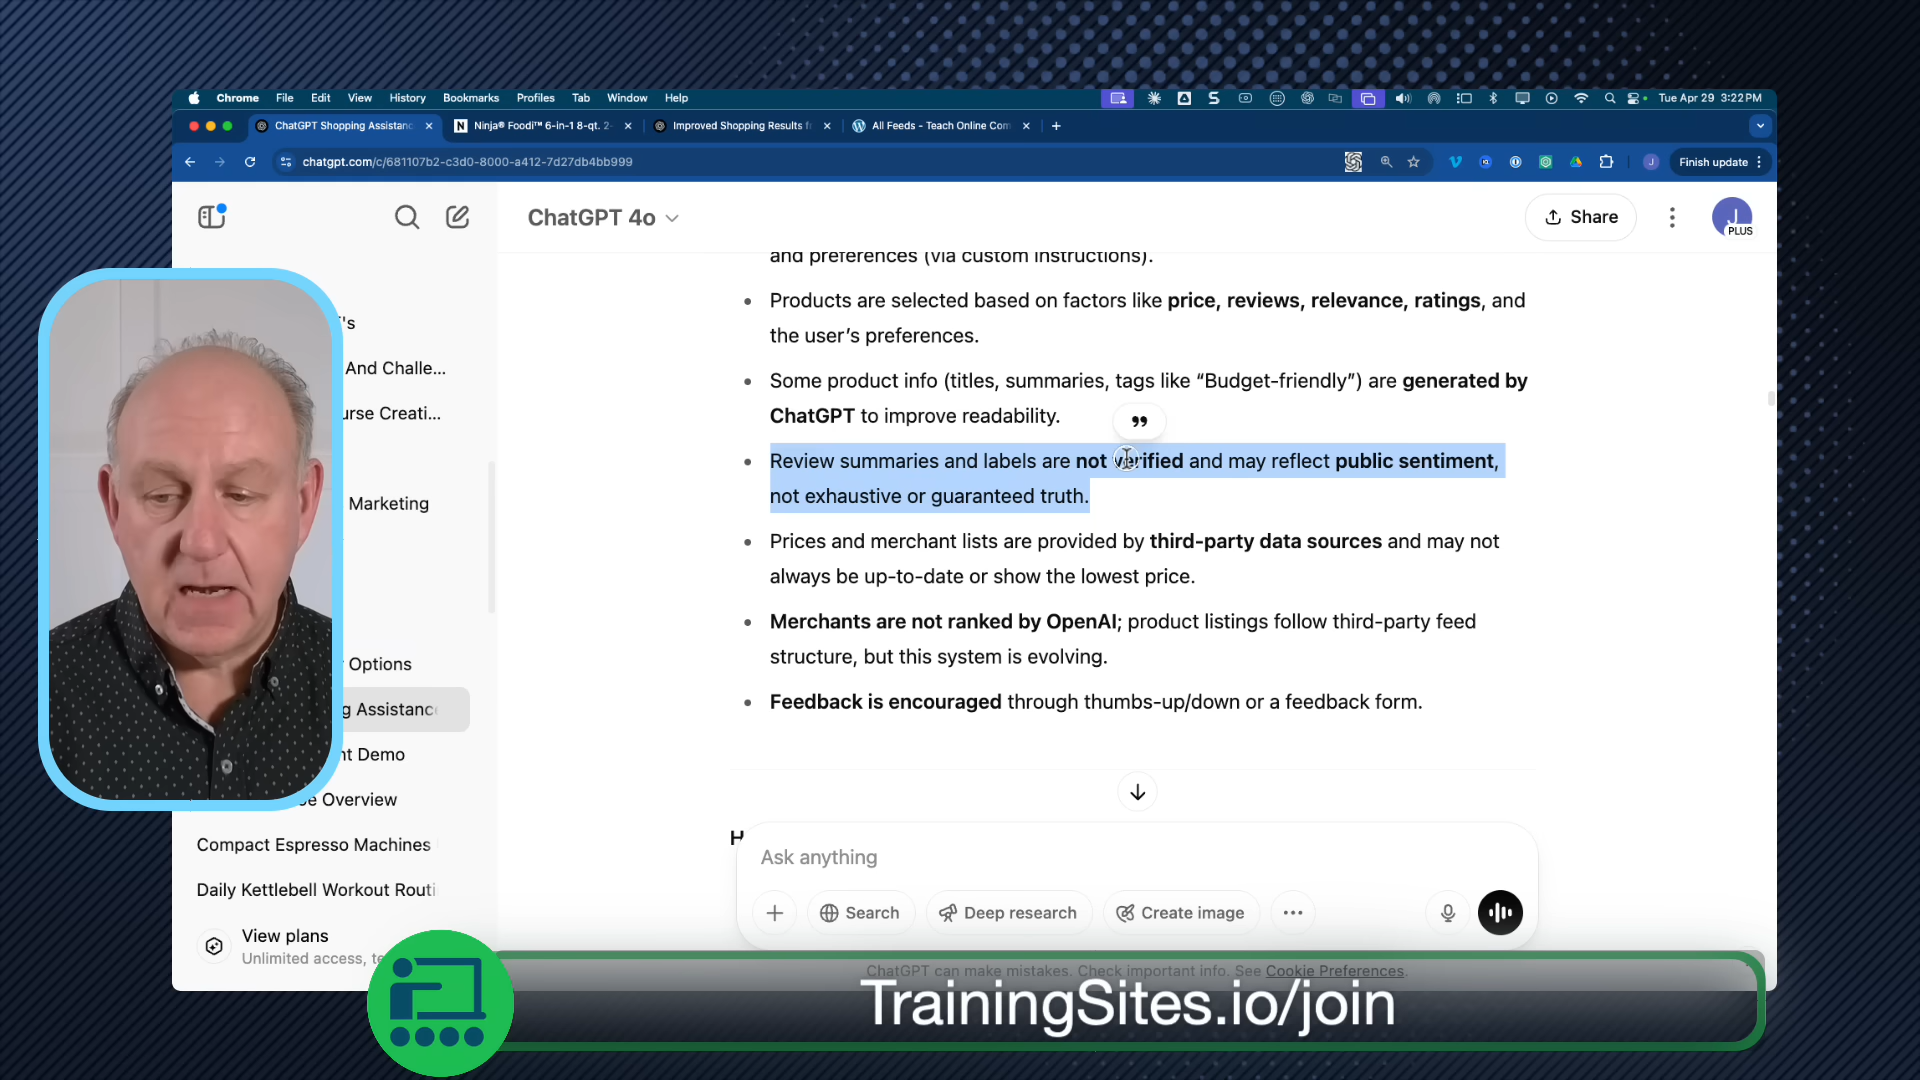 Chrome File Edit View History Bookmarks Profiles Tab Window Help
Tue Apr 29 3:22 PM
ChatGPT Shopping Assistanc
Ninja® Foodi™ 6-in-1 8-qt. 2-
Improved Shopping Results f
All Feeds - Teach Online Com
chatgpt.com/c/681107b2-c3d0-8000-a412-7d27db4bb999
Finish update
ChatGPT 4o
Share
J
PLUS
and preferences (via custom instructions).
• Products are selected based on factors like price, reviews, relevance, ratings, and
the user’s preferences.
• Some product info (titles, summaries, tags like “Budget-friendly”) are generated by
ChatGPT to improve readability.
• Review summaries and labels are not verified and may reflect public sentiment,
not exhaustive or guaranteed truth.
• Prices and merchant lists are provided by third-party data sources and may not
always be up-to-date or show the lowest price.
• Merchants are not ranked by OpenAI; product listings follow third-party feed
structure, but this system is evolving.
• Feedback is encouraged through thumbs-up/down or a feedback form.
H
Ask anything
Search
Deep research
Create image
ChatGPT can make mistakes. Check important info. See Cookie Preferences.
's
And Challe...
urse Creati...
Marketing
Options
g Assistanc
nt Demo
e Overview
Compact Espresso Machines
Daily Kettlebell Workout Routi
View plans
Unlimited access, te
TrainingSites.io/join